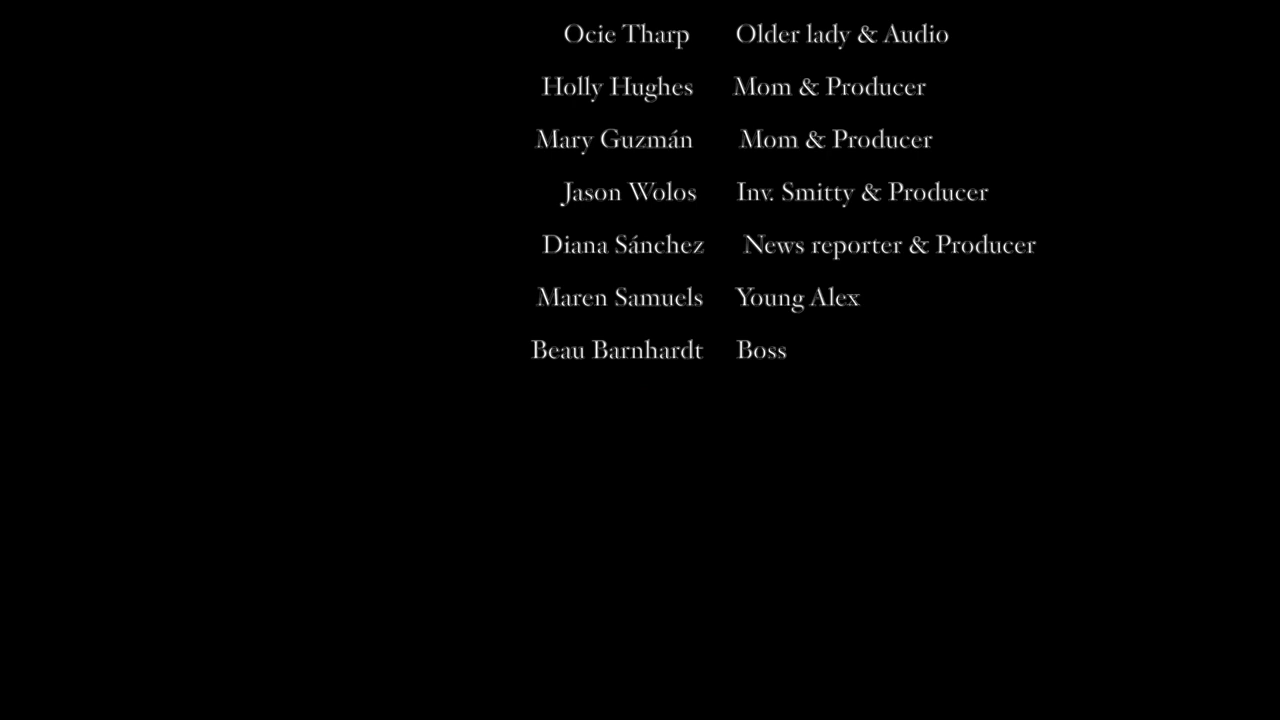 Ocie Tharp Older lady & Audio
Holly Hughes Mom & Producer
Mary Guzmán Mom & Producer
Jason Wolos Inv. Smitty & Producer
Diana Sánchez News reporter & Producer
Maren Samuels Young Alex
Beau Barnhardt Boss